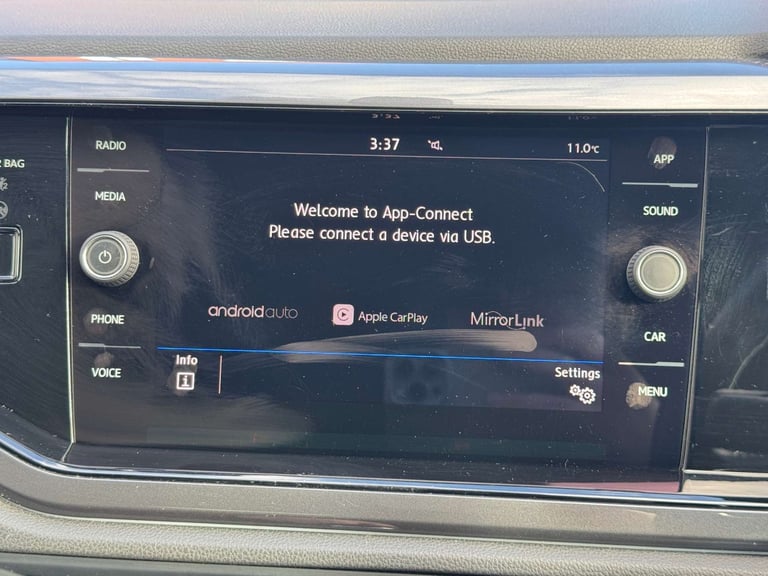 RADIO
3:37
11.0°C
APP
R BAG
MEDIA
SOUND
Welcome to App-Connect
Please connect a device via USB.
PHONE
androidauto
Apple CarPlay
MirrorLink
CAR
VOICE
Info
Settings
MENU